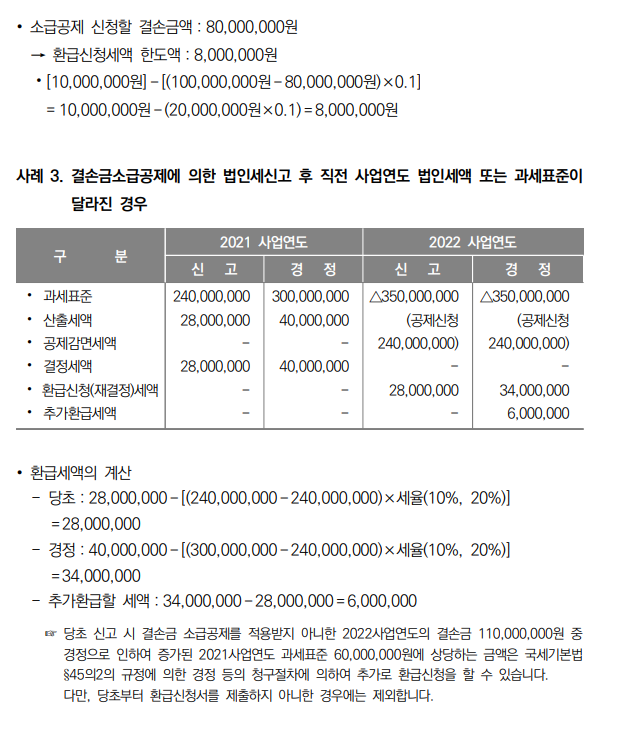 • 소급공제 신청할 결손금액 : 80,000,000원
→ 환급신청세액 한도액 : 8,000,000원
• [10,000,000원] – [(100,000,000원 – 80,000,000원) × 0.1]
= 10,000,000원 – (20,000,000원 × 0.1) = 8,000,000원
사례 3. 결손금소급공제에 의한 법인세신고 후 직전 사업연도 법인세액 또는 과세표준이
달라진 경우
구 분 2021 사업연도 2022 사업연도
신 고 경 정 신 고 경 정
• 과세표준 240,000,000 300,000,000 △350,000,000 △350,000,000
• 산출세액 28,000,000 40,000,000 (공제신청 (공제신청
• 공제감면세액 – – 240,000,000) 240,000,000)
• 결정세액 28,000,000 40,000,000 – –
• 환급신청(재결정)세액 – – 28,000,000 34,000,000
• 추가환급세액 – – – 6,000,000
• 환급세액의 계산
– 당초 : 28,000,000 – [(240,000,000 – 240,000,000) × 세율(10%, 20%)]
= 28,000,000
– 경정 : 40,000,000 – [(300,000,000 – 240,000,000) × 세율(10%, 20%)]
= 34,000,000
– 추가환급할 세액 : 34,000,000 – 28,000,000 = 6,000,000
☞ 당초 신고 시 결손금 소급공제를 적용받지 아니한 2022사업연도의 결손금 110,000,000원 중
경정으로 인하여 증가된 2021사업연도 과세표준 60,000,000원에 상당하는 금액은 국세기본법
§45의2의 규정에 의한 경정 등의 청구절차에 의하여 추가로 환급신청을 할 수 있습니다.
다만, 당초부터 환급신청서를 제출하지 아니한 경우에는 제외합니다.